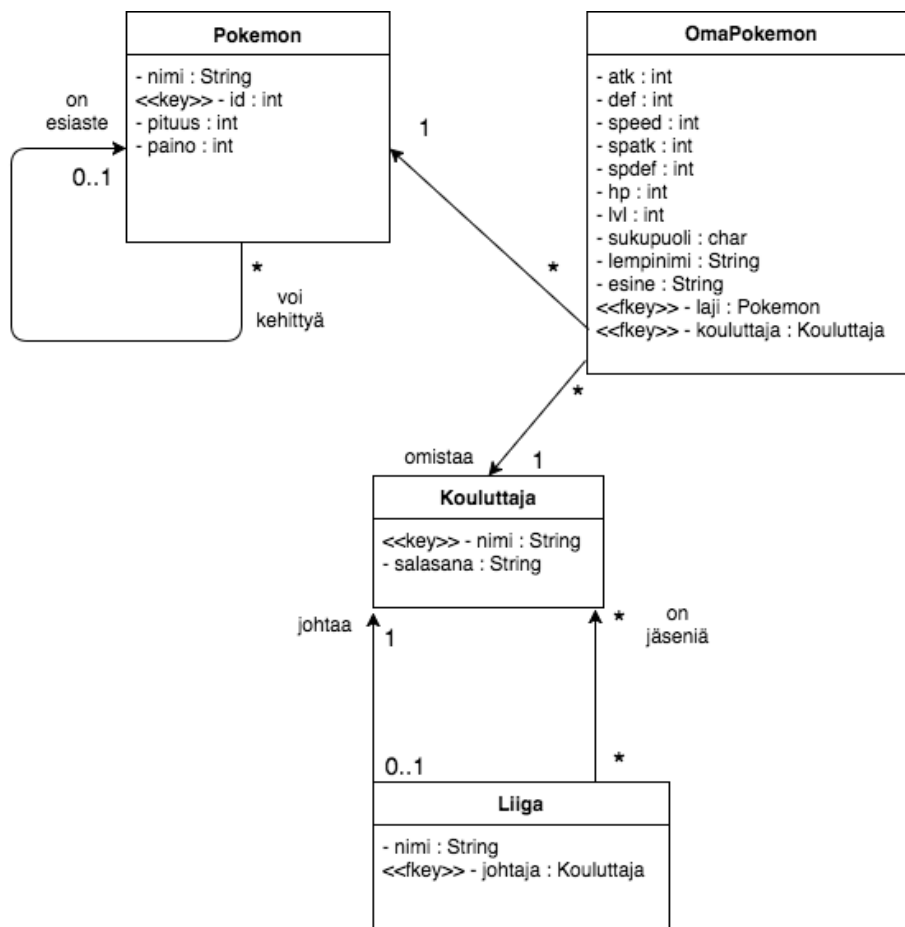 Pokemon
- nimi : String
<<key>> - id : int
- pituus : int
- paino : int
on
esiaste
0..1
*
voi
kehittyä
OmaPokemon
- atk : int
- def : int
- speed : int
- spatk : int
- spdef : int
- hp : int
- lvl : int
- sukupuoli : char
- lempinimi : String
- esine : String
<<fkey>> - laji : Pokemon
<<fkey>> - kouluttaja : Kouluttaja
1
*
*
omistaa
1
Kouluttaja
<<key>> - nimi : String
- salasana : String
johtaa
1
*
on
jäseniä
0..1
*
Liiga
- nimi : String
<<fkey>> - johtaja : Kouluttaja